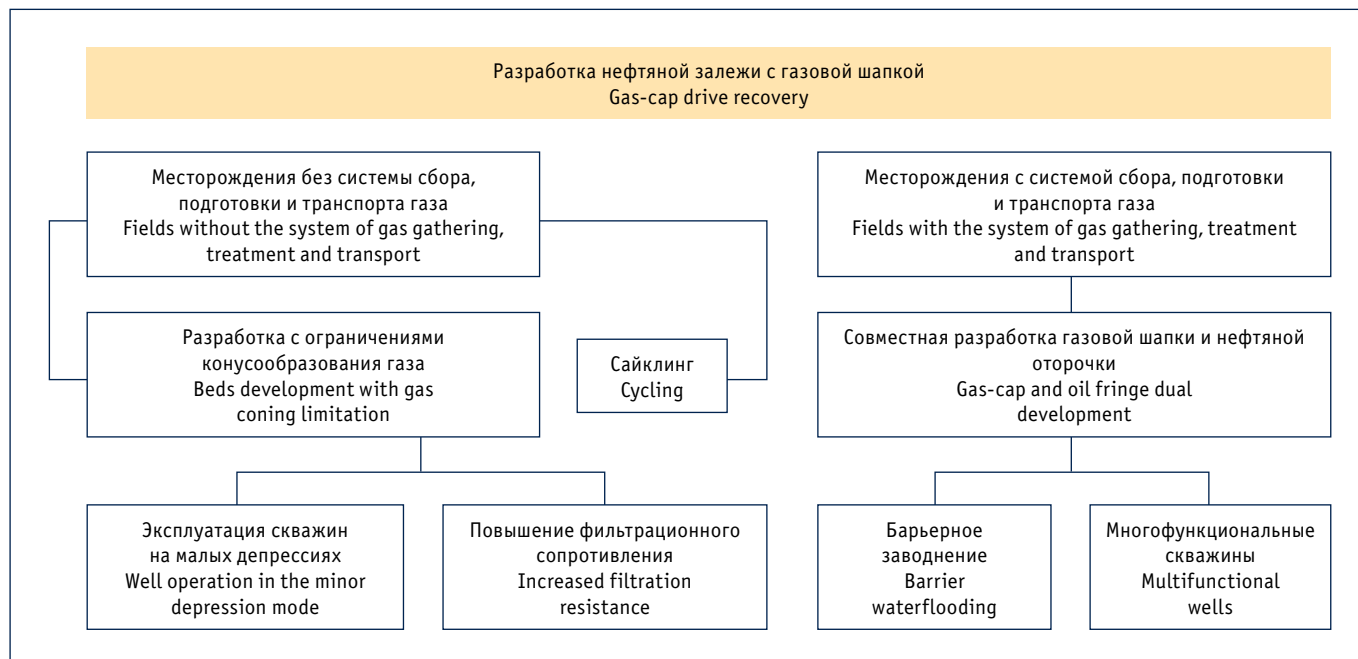 Разработка нефтяной залежи с газовой шапкой
Gas-cap drive recovery
Месторождения без системы сбора,
подготовки и транспорта газа
Fields without the system of gas gathering,
treatment and transport
Месторождения с системой сбора, подготовки
и транспорта газа
Fields with the system of gas gathering, treatment
and transport
Разработка с ограничениями
конусообразования газа
Beds development with gas
coning limitation
Сайклинг
Cycling
Совместная разработка газовой шапки и нефтяной
оторочки
Gas-cap and oil fringe dual
development
Эксплуатация скважин
на малых депрессиях
Well operation in the minor
depression mode
Повышение фильтрационного
сопротивления
Increased filtration
resistance
Барьерное
заводнение
Barrier
waterflooding
Многофункциональные
скважины
Multifunctional
wells